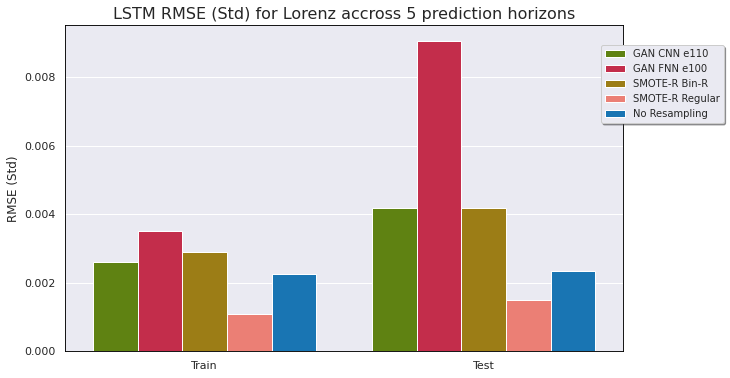 LSTM RMSE (Std) for Lorenz accross 5 prediction horizons
GAN CNN e110
GAN FNN e100
SMOTE-R Bin-R
SMOTE-R Regular
No Resampling
RMSE (Std)
0.008
0.006
0.004
0.002
0.000
Train
Test